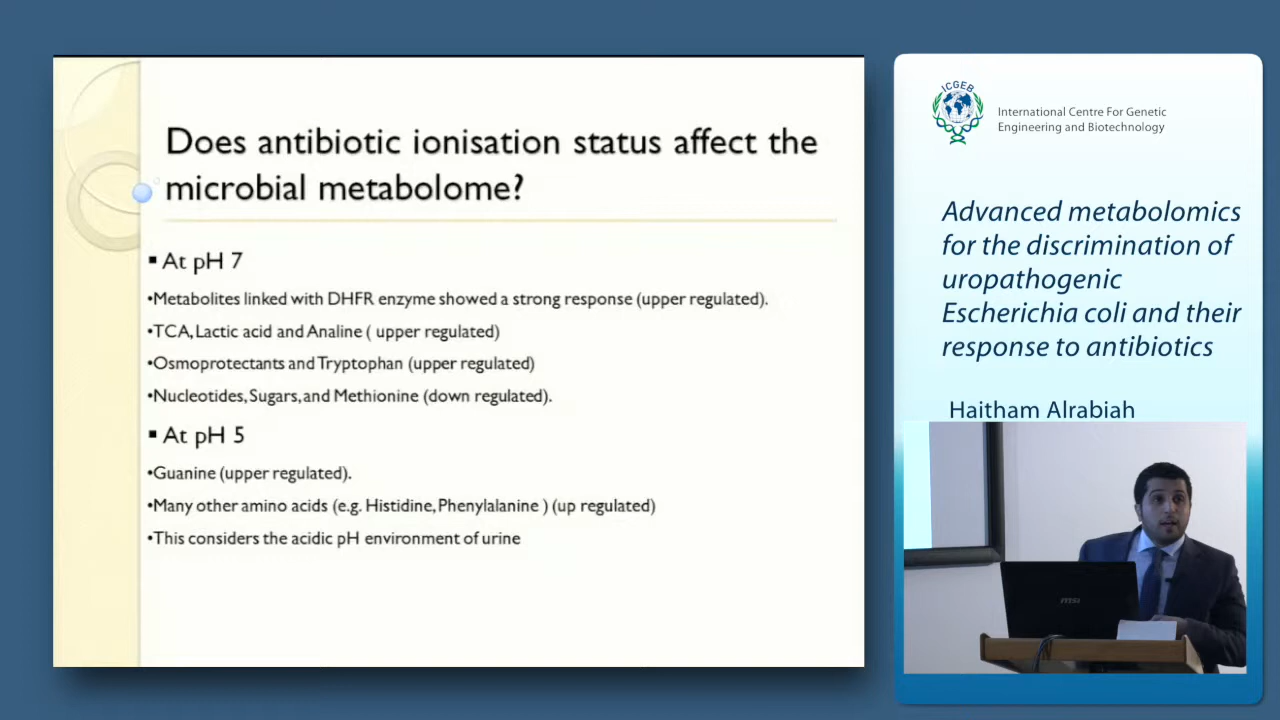 Does antibiotic ionisation status affect the
microbial metabolome?
▪ At pH 7
•Metabolites linked with DHFR enzyme showed a strong response (upper regulated).
•TCA, Lactic acid and Analine ( upper regulated)
•Osmoprotectants and Tryptophan (upper regulated)
•Nucleotides, Sugars, and Methionine (down regulated).
▪ At pH 5
•Guanine (upper regulated).
•Many other amino acids (e.g. Histidine, Phenylalanine ) (up regulated)
•This considers the acidic pH environment of urine
ICGEB
International Centre For Genetic
Engineering and Biotechnology
Advanced metabolomics
for the discrimination of
uropathogenic
Escherichia coli and their
response to antibiotics
Haitham Alrabiah
msi